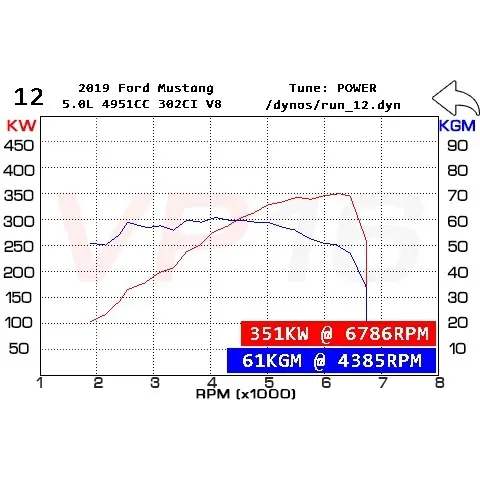 12
2019 Ford Mustang
5.0L 4951CC 302CI V8
Tune: POWER
/dynos/run_12.dyn
KW
KGM
450
90
400
80
350
70
300
60
250
50
200
40
150
30
100
20
50
10
VP16
351KW @ 6786RPM
61KGM @ 4385RPM
1 2 3 4 5 6 7 8
RPM (x1000)